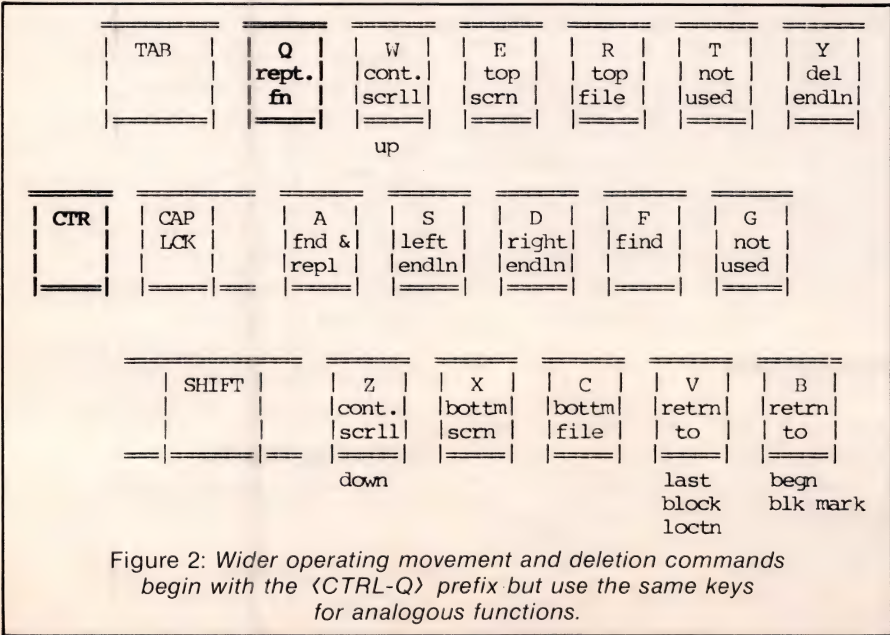 TAB Q W E R T Y
rept. cont. top top not del
fn scrll scrn file used endln
up
CTR CAP A S D F G
LCK fnd & left right find not
repl endln endln used
SHIFT Z X C V B
cont. bottm bottm retrn retrn
scrll scrn file to to
down last begn
block blk mark
loctn
Figure 2: Wider operating movement and deletion commands
begin with the ⟨CTRL-Q⟩ prefix but use the same keys
for analogous functions.